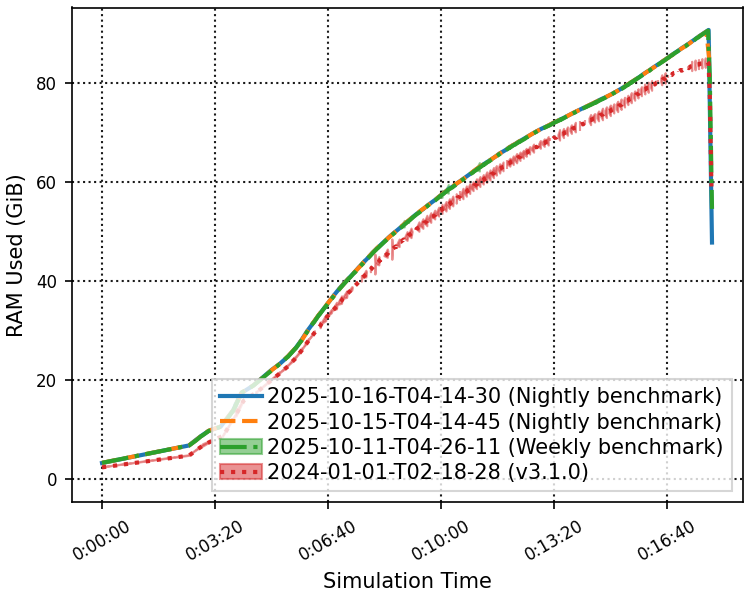 RAM Used (GiB)
80
60
40
20
0
2025-10-16-T04-14-30 (Nightly benchmark)
2025-10-15-T04-14-45 (Nightly benchmark)
2025-10-11-T04-26-11 (Weekly benchmark)
2024-01-01-T02-18-28 (v3.1.0)
0:00:00
0:03:20
0:06:40
0:10:00
0:13:20
0:16:40
Simulation Time